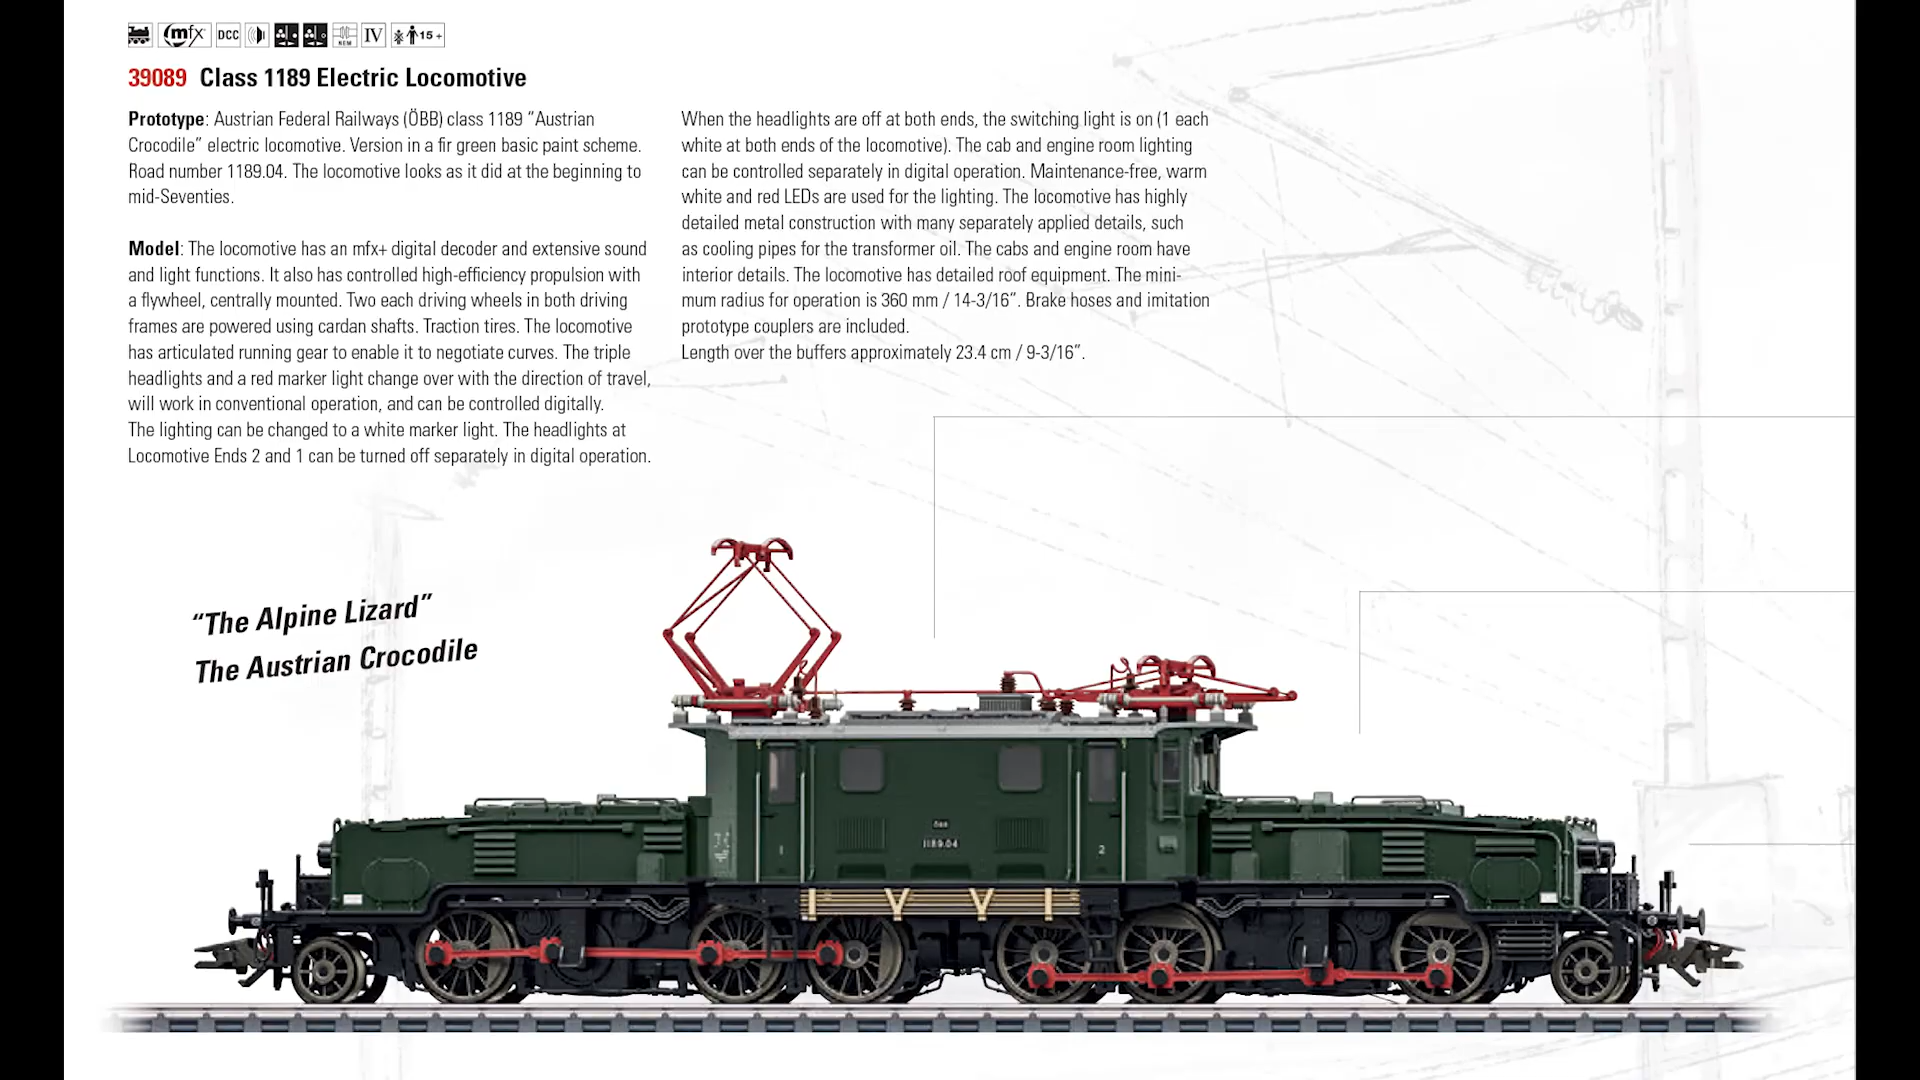 mfx DCC NEM IV 15 +
39089 Class 1189 Electric Locomotive
Prototype: Austrian Federal Railways (ÖBB) class 1189 “Austrian
Crocodile” electric locomotive. Version in a fir green basic paint scheme.
Road number 1189.04. The locomotive looks as it did at the beginning to
mid-Seventies.
Model: The locomotive has an mfx+ digital decoder and extensive sound
and light functions. It also has controlled high-efficiency propulsion with
a flywheel, centrally mounted. Two each driving wheels in both driving
frames are powered using cardan shafts. Traction tires. The locomotive
has articulated running gear to enable it to negotiate curves. The triple
headlights and a red marker light change over with the direction of travel,
will work in conventional operation, and can be controlled digitally.
The lighting can be changed to a white marker light. The headlights at
Locomotive Ends 2 and 1 can be turned off separately in digital operation.
When the headlights are off at both ends, the switching light is on (1 each
white at both ends of the locomotive). The cab and engine room lighting
can be controlled separately in digital operation. Maintenance-free, warm
white and red LEDs are used for the lighting. The locomotive has highly
detailed metal construction with many separately applied details, such
as cooling pipes for the transformer oil. The cabs and engine room have
interior details. The locomotive has detailed roof equipment. The mini-
mum radius for operation is 360 mm / 14-3/16”. Brake hoses and imitation
prototype couplers are included.
Length over the buffers approximately 23.4 cm / 9-3/16”.
“The Alpine Lizard”
The Austrian Crocodile
ÖBB
1189.04
1
2